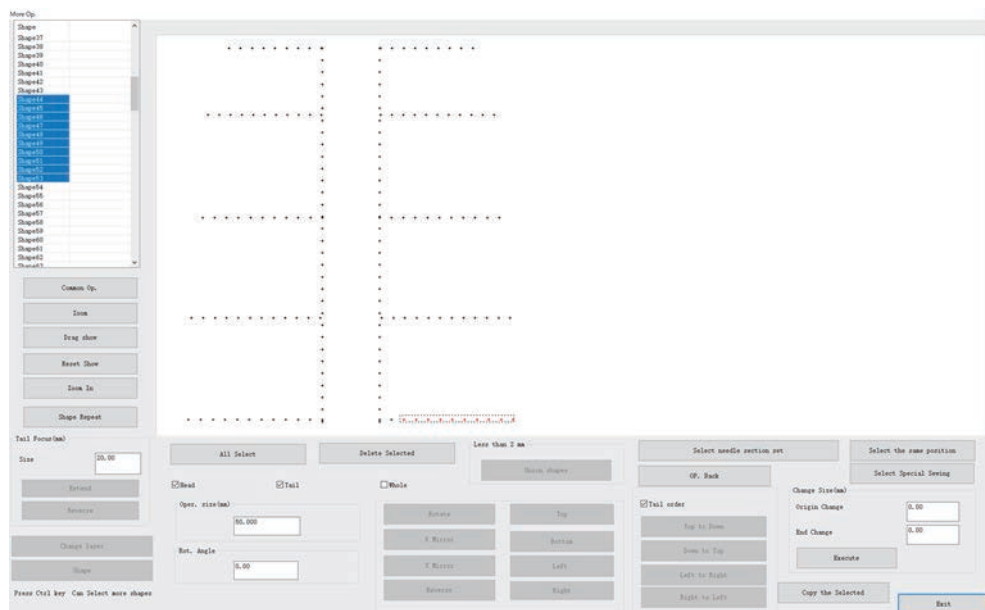 More Op.
Shape
Shape37
Shape38
Shape39
Shape40
Shape41
Shape42
Shape43
Shape44
Shape45
Shape46
Shape47
Shape48
Shape49
Shape50
Shape51
Shape52
Shape53
Shape54
Shape55
Shape56
Shape57
Shape58
Shape59
Shape60
Shape61
Shape62
Shape63
Common Op.
Zoom
Drag show
Reset Show
Zoom In
Shape Repeat
Tail Focus(mm)
Size 20.00
Extend
Reverse
Change layer
Shape
Press Ctrl key Can Select more shapes
All Select
Delete Selected
Less than 2 mm
Union shapes
Head
Tail
Whole
Oper. size(mm)
50.000
Rot. Angle
0.00
Rotate
Top
X Mirror
Bottom
Y Mirror
Left
Reverse
Right
Select needle section set
Select the same position
OP. Back
Select Special Sewing
Tail order
Top to Down
Down to Top
Left to Right
Right to Left
Change Size(mm)
Origin Change 0.00
End Change 0.00
Execute
Copy the Selected
Exit